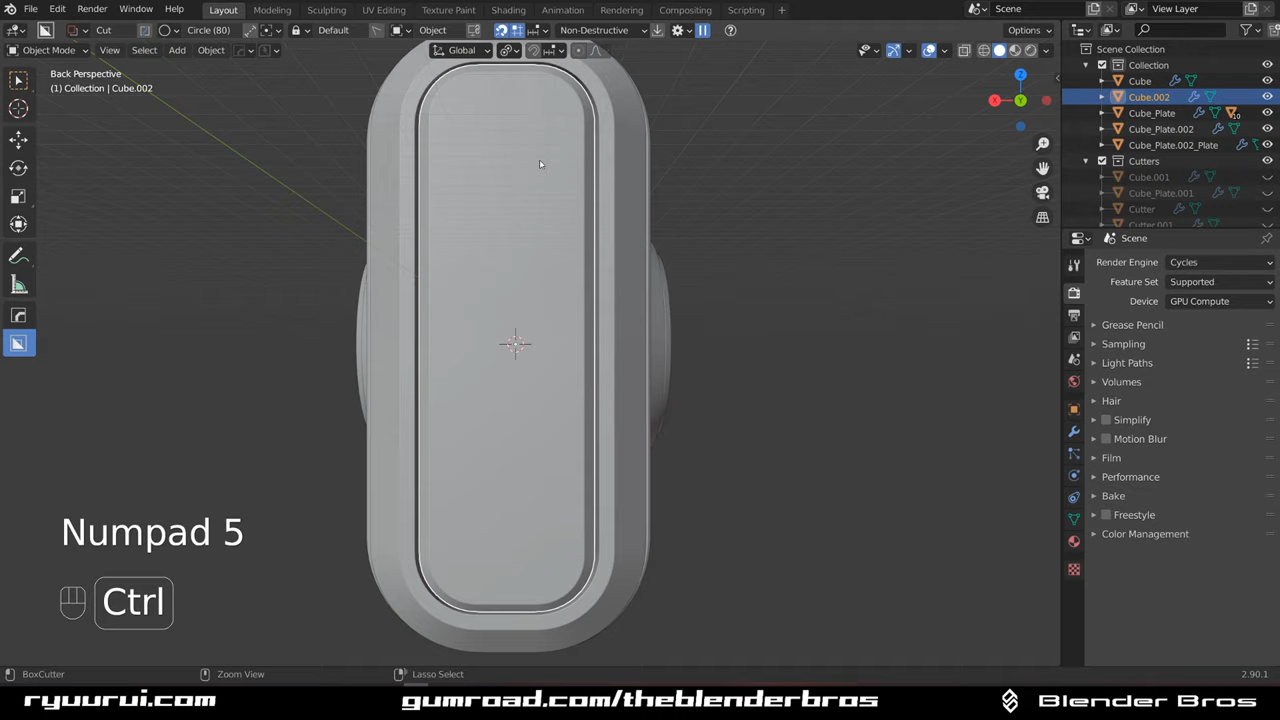 File Edit Render Window Help Layout Modeling Sculpting UV Editing Texture Paint Shading Animation Rendering Compositing Scripting + Scene View Layer
Cut Circle (80) Default Object Non-Destructive Options
Object Mode View Select Add Object Global
Back Perspective
(1) Collection | Cube.002
Scene Collection
Collection
Cube
Cube.002
Cube_Plate
Cube_Plate.002
Cube_Plate.002_Plate
Cutters
Cube.001
Cube_Plate.001
Cutter
Cutter.001
Scene
Render Engine Cycles
Feature Set Supported
Device GPU Compute
Grease Pencil
Sampling
Light Paths
Volumes
Hair
Simplify
Motion Blur
Film
Performance
Bake
Freestyle
Color Management
X
Y
Z
Numpad 5
Ctrl
BoxCutter Zoom View Lasso Select 2.90.1
ryuurui.com gumroad.com/theblenderbros Blender Bros